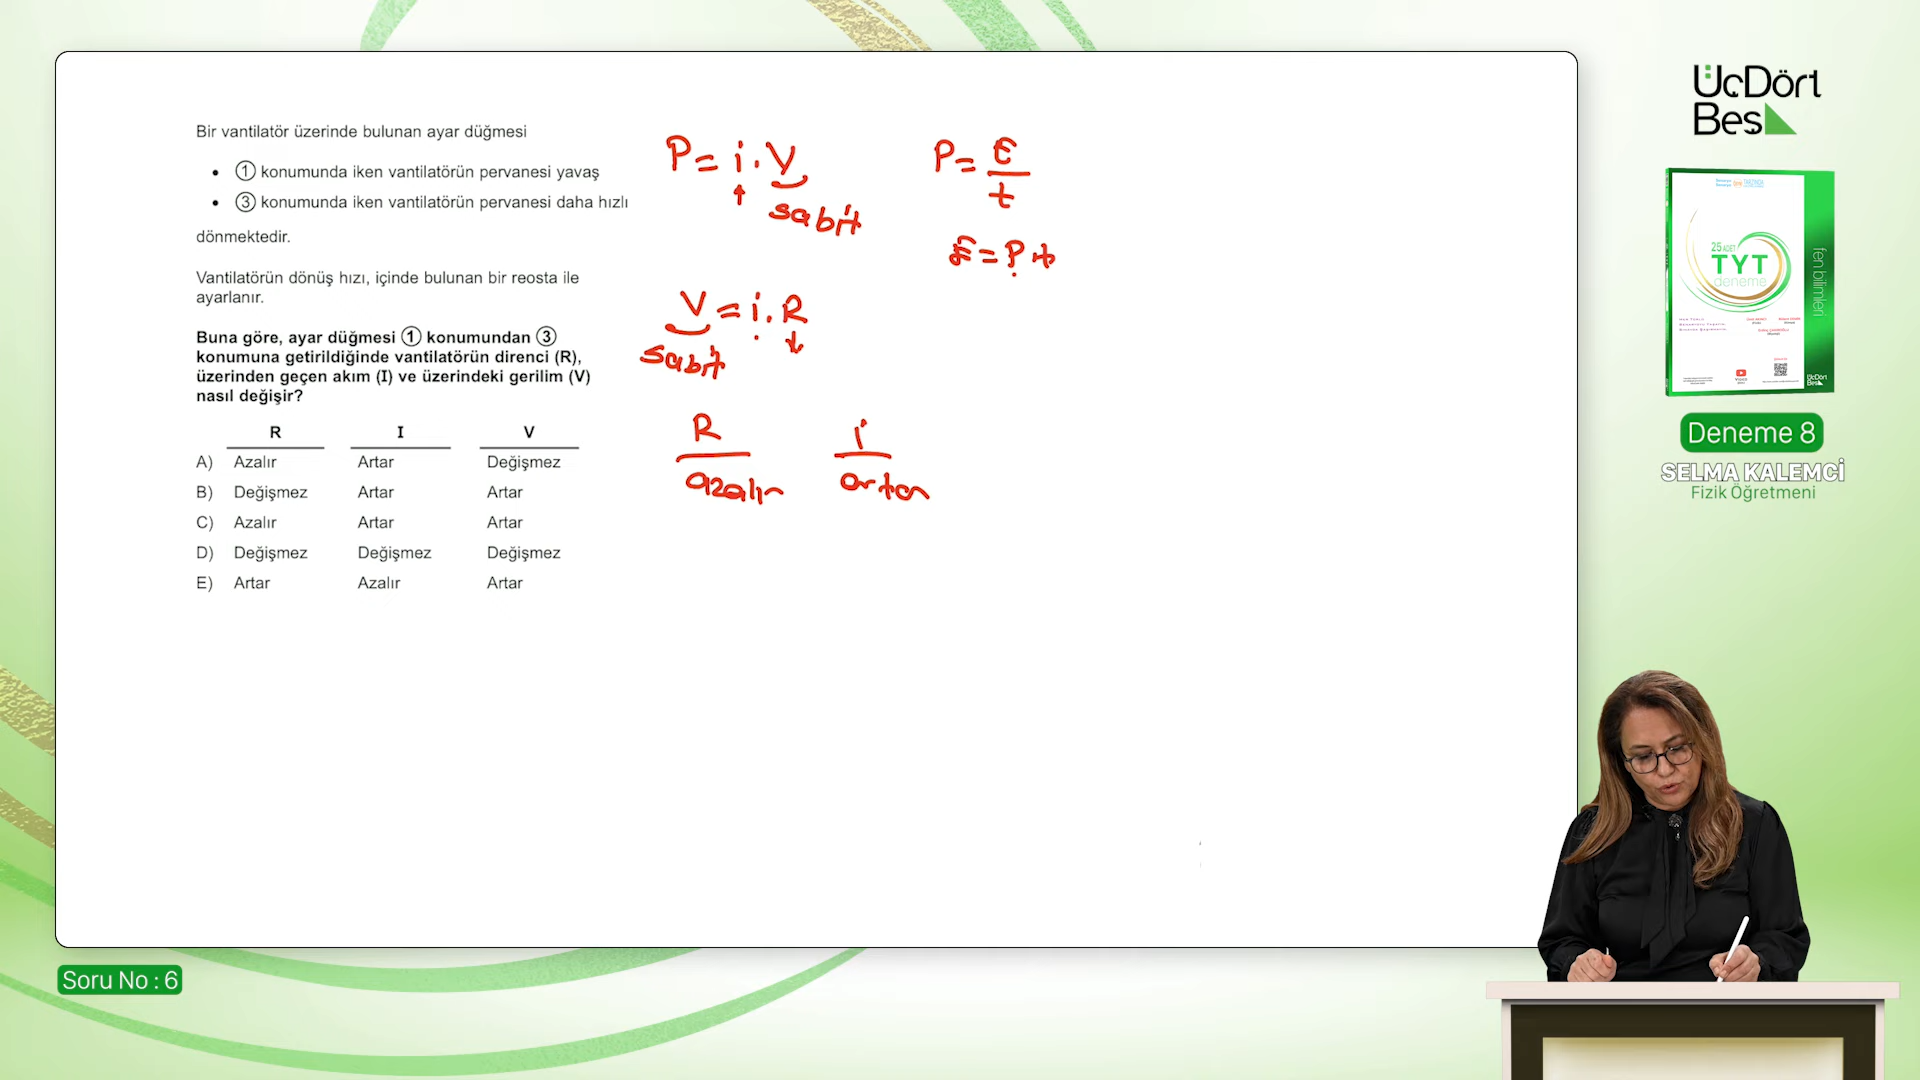 Bir vantilatör üzerinde bulunan ayar düğmesi
• ① konumunda iken vantilatörün pervanesi yavaş
• ③ konumunda iken vantilatörün pervanesi daha hızlı
dönmektedir.
Vantilatörün dönüş hızı, içinde bulunan bir reosta ile
ayarlanır.
Buna göre, ayar düğmesi ① konumundan ③
konumuna getirildiğinde vantilatörün direnci (R),
üzerinden geçen akım (I) ve üzerindeki gerilim (V)
nasıl değişir?
R I V
A) Azalır Artar Değişmez
B) Değişmez Artar Artar
C) Azalır Artar Artar
D) Değişmez Değişmez Değişmez
E) Artar Azalır Artar
P = i . V
↑ sabit
P = E / t
E = P . t
V = i . R
sabit ↓
R i
azalır artar
ÜçDört
Beş
25 ADET
TYT
deneme
fen bilimleri
ÜçDört
Beş
Deneme 8
SELMA KALEMCİ
Fizik Öğretmeni
Soru No : 6